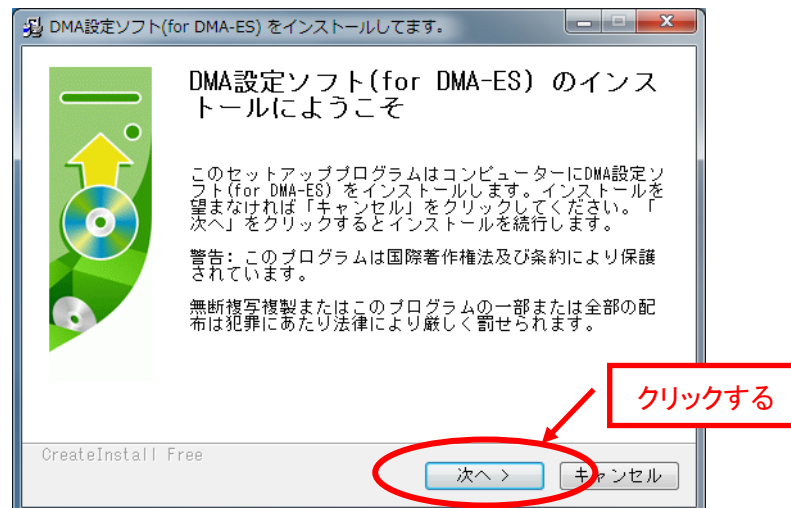 DMA設定ソフト(for DMA-ES) をインストールしてます。
DMA設定ソフト(for DMA-ES) のインス
トールにようこそ
このセットアッププログラムはコンピューターにDMA設定ソ
フト(for DMA-ES) をインストールします。インストールを
望まなければ「キャンセル」をクリックしてください。「
次へ」をクリックするとインストールを続行します。
警告: このプログラムは国際著作権法及び条約により保護
されています。
無断複写複製またはこのプログラムの一部または全部の配
布は犯罪にあたり法律により厳しく罰せられます。
クリックする
CreateInstall Free
次へ >
キャンセル